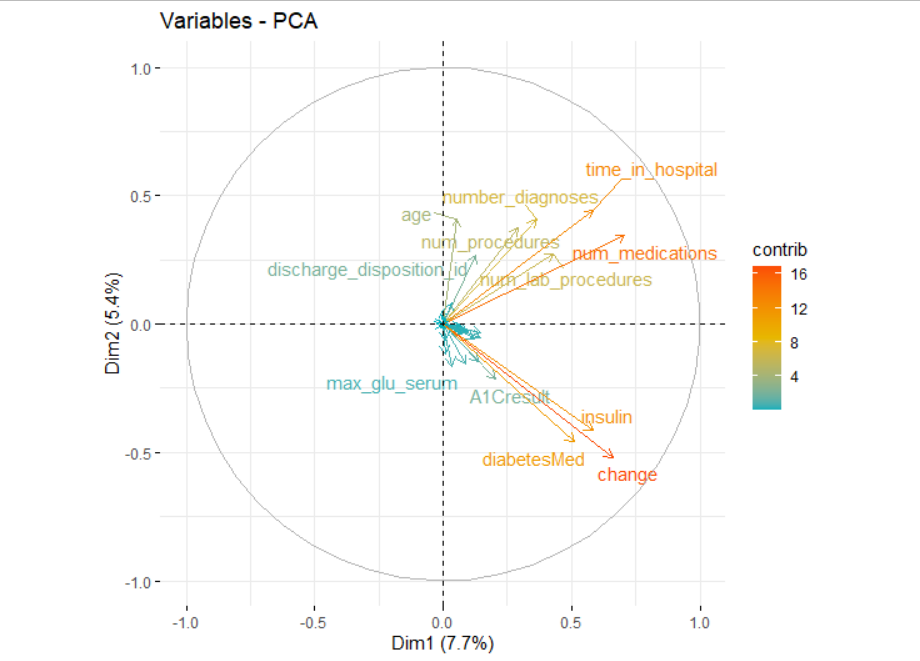 Variables - PCA
1.0
0.5
0.0
-0.5
-1.0
Dim2 (5.4%)
time_in_hospital
number_diagnoses
age
num_procedures
num_medications
discharge_disposition_id
num_lab_procedures
max_glu_serum
A1Cresult
insulin
diabetesMed
change
contrib
16
12
8
4
-1.0
-0.5
0.0
0.5
1.0
Dim1 (7.7%)